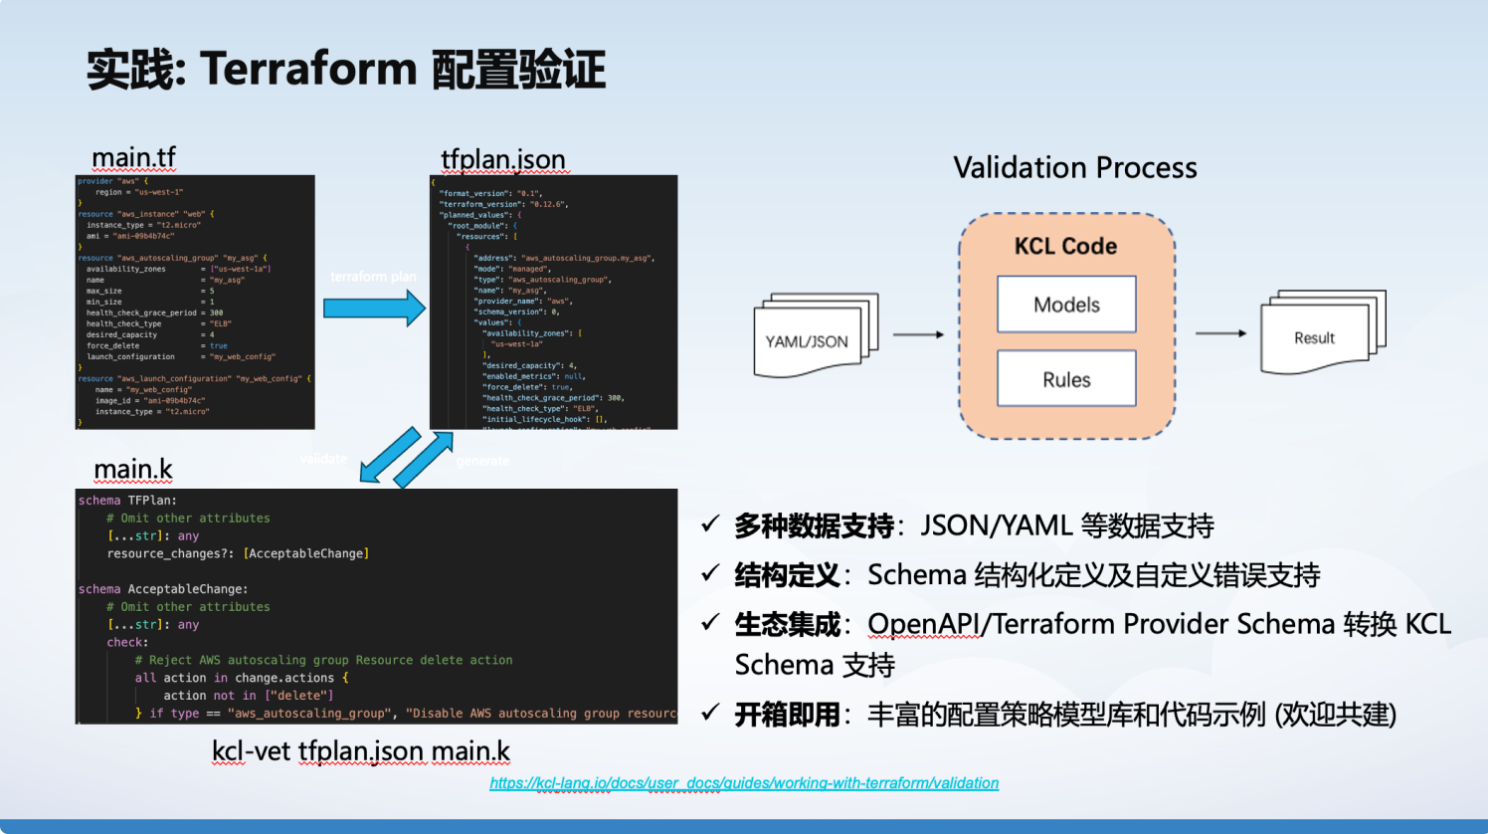 实践: Terraform 配置验证
main.tf
provider "aws" {
region = "us-west-1"
}
resource "aws_instance" "web" {
instance_type = "t2.micro"
ami = "ami-09b4b74c"
}
resource "aws_autoscaling_group" "my_asg" {
availability_zones = ["us-west-1a"]
name = "my_asg"
max_size = 5
min_size = 1
health_check_grace_period = 300
health_check_type = "ELB"
desired_capacity = 4
force_delete = true
launch_configuration = "my_web_config"
}
resource "aws_launch_configuration" "my_web_config" {
name = "my_web_config"
image_id = "ami-09b4b74c"
instance_type = "t2.micro"
}
terraform plan
tfplan.json
{
"format_version": "0.1",
"terraform_version": "0.12.6",
"planned_values": {
"root_module": {
"resources": [
{
"address": "aws_autoscaling_group.my_asg",
"mode": "managed",
"type": "aws_autoscaling_group",
"name": "my_asg",
"provider_name": "aws",
"schema_version": 0,
"values": {
"availability_zones": [
"us-west-1a"
],
"desired_capacity": 4,
"enabled_metrics": null,
"force_delete": true,
"health_check_grace_period": 300,
"health_check_type": "ELB",
"initial_lifecycle_hook": [],
validate
generate
main.k
schema TFPlan:
# Omit other attributes
[...str]: any
resource_changes?: [AcceptableChange]
schema AcceptableChange:
# Omit other attributes
[...str]: any
check:
# Reject AWS autoscaling group Resource delete action
all action in change.actions {
action not in ["delete"]
} if type == "aws_autoscaling_group", "Disable AWS autoscaling group resourc
kcl-vet tfplan.json main.k
Validation Process
YAML/JSON
KCL Code
Models
Rules
Result
✓ 多种数据支持：JSON/YAML 等数据支持
✓ 结构定义：Schema 结构化定义及自定义错误支持
✓ 生态集成：OpenAPI/Terraform Provider Schema 转换 KCL
Schema 支持
✓ 开箱即用：丰富的配置策略模型库和代码示例 (欢迎共建)
https://kcl-lang.io/docs/user_docs/guides/working-with-terraform/validation